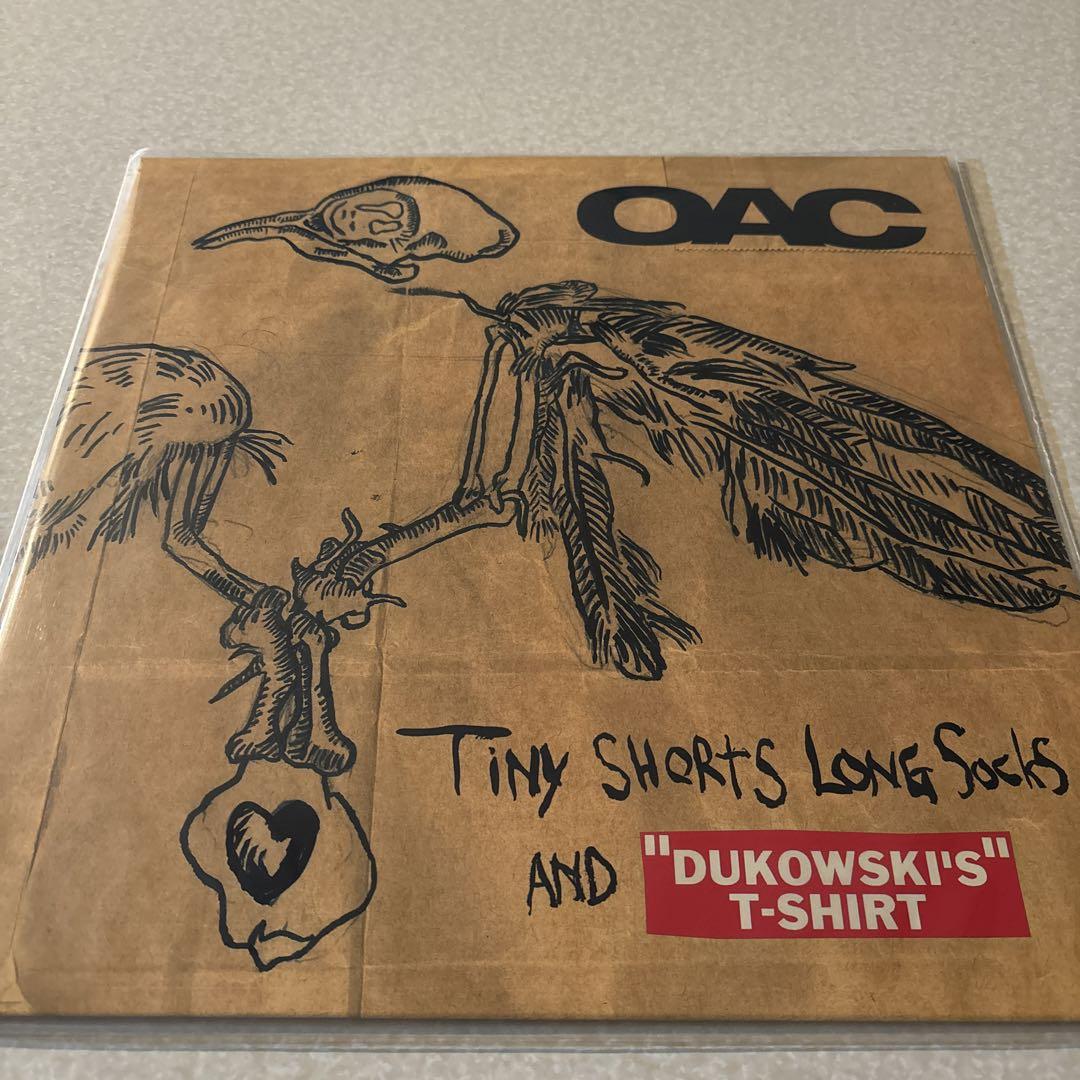 OAC
TiNy SHORtS LONG SockS
AND "DUKOWSKI'S"
T-SHIRT